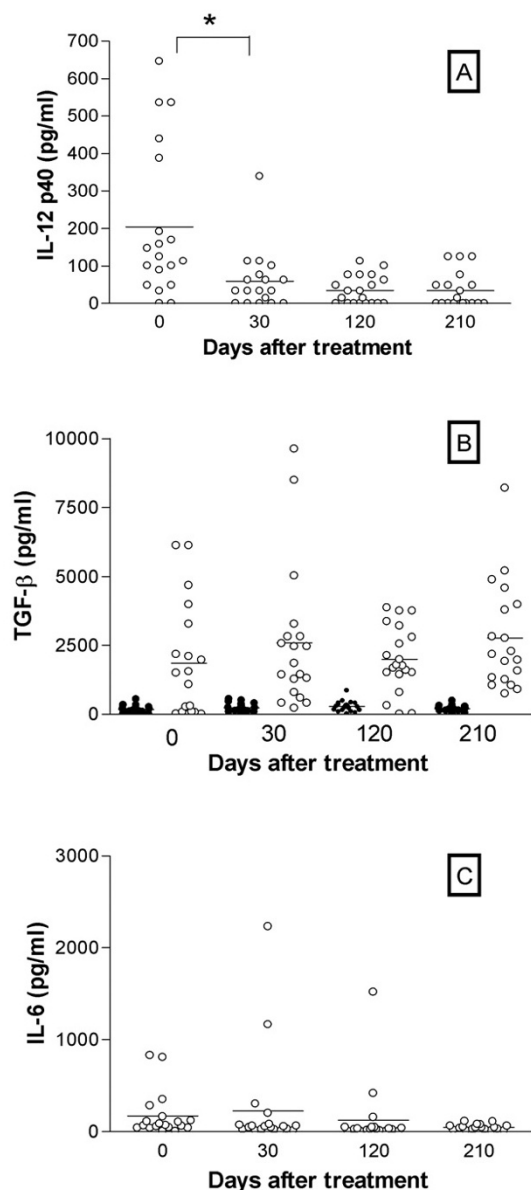 *
A
IL-12 p40 (pg/ml)
700
600
500
400
300
200
100
0
0 30 120 210
Days after treatment
B
TGF-β (pg/ml)
10000
7500
5000
2500
0
0 30 120 210
Days after treatment
C
IL-6 (pg/ml)
3000
2000
1000
0
0 30 120 210
Days after treatment